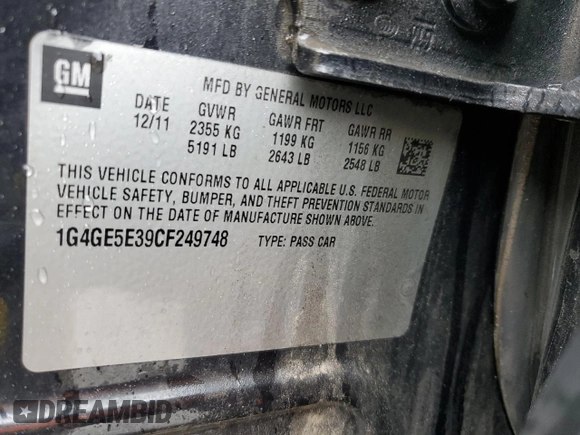 GM
MFD BY GENERAL MOTORS LLC
DATE GVWR GAWR FRT GAWR RR
12/11 2355 KG 1199 KG 1156 KG
5191 LB 2643 LB 2548 LB
THIS VEHICLE CONFORMS TO ALL APPLICABLE U.S. FEDERAL MOTOR
VEHICLE SAFETY, BUMPER, AND THEFT PREVENTION STANDARDS IN
EFFECT ON THE DATE OF MANUFACTURE SHOWN ABOVE.
1G4GE5E39CF249748 TYPE: PASS CAR
DREAMBID